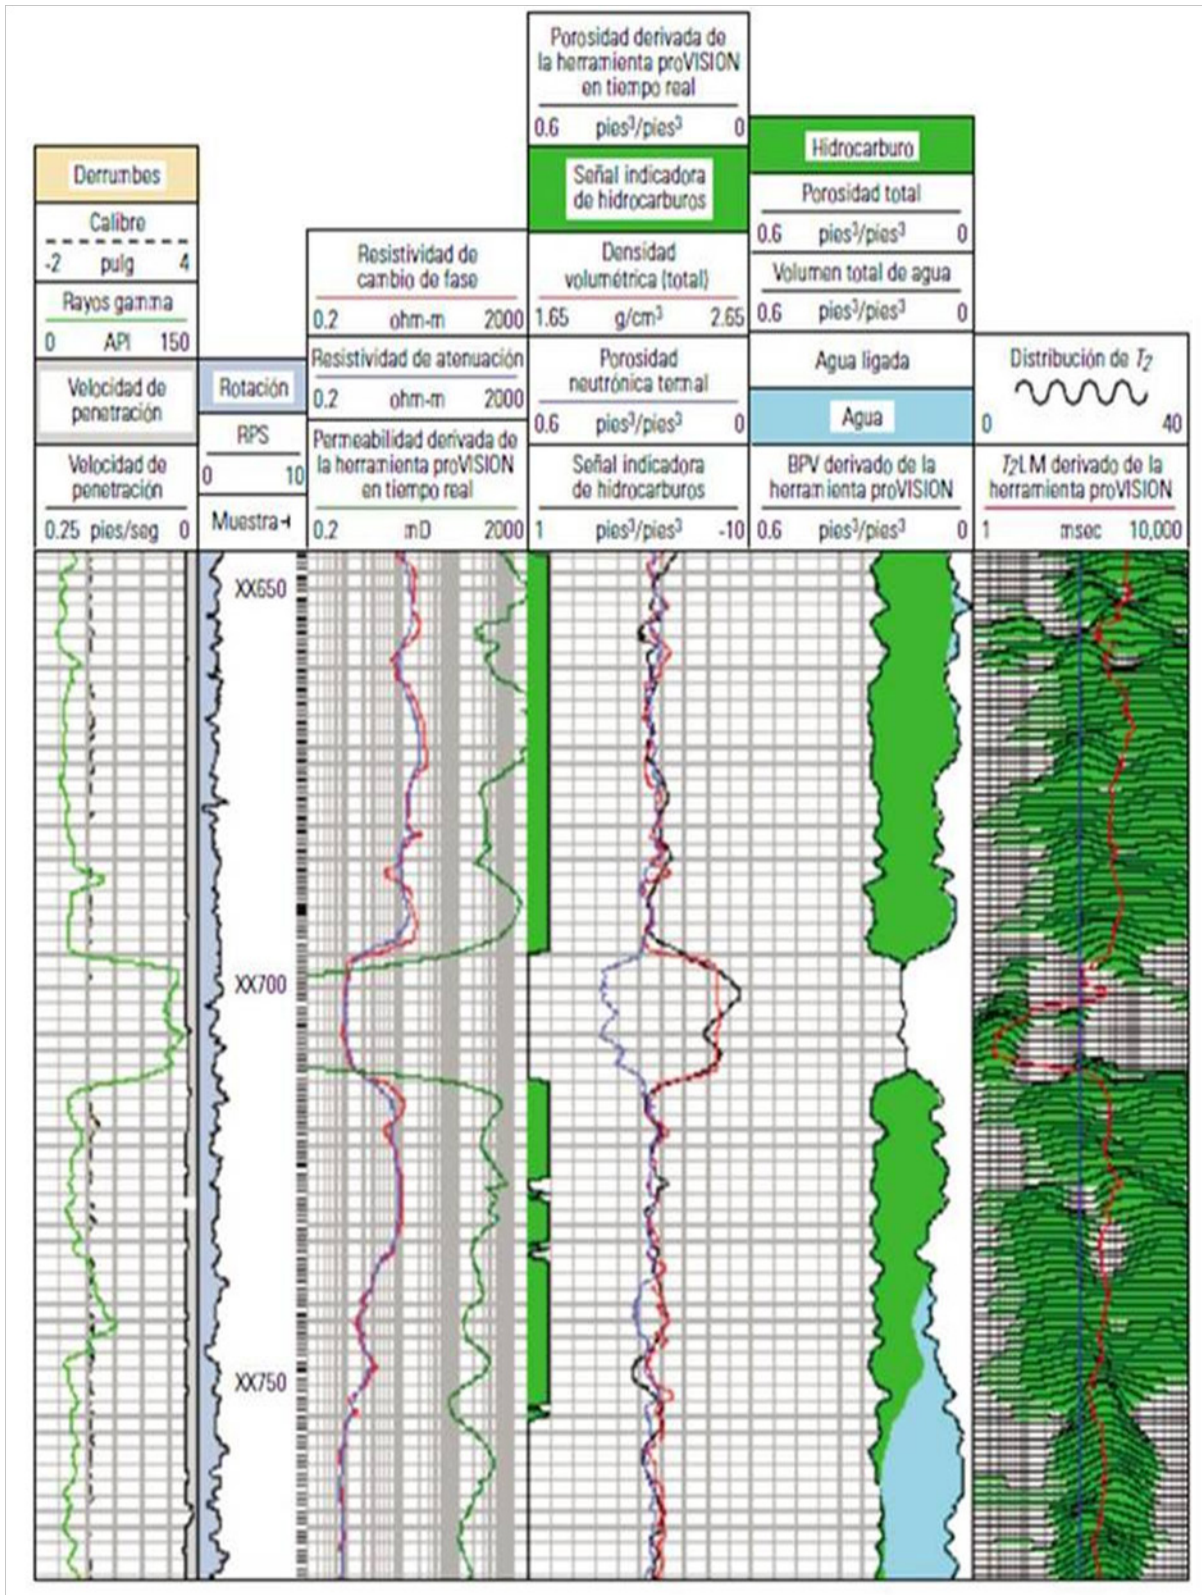 Derrumbes
Calibre
-2 pulg 4
Rayos gamma
0 API 150
Velocidad de
penetración
Velocidad de
penetración
0.25 pies/seg 0
Rotación
RPS
0 10
Muestra
Resistividad de
cambio de fase
0.2 ohm-m 2000
Resistividad de atenuación
0.2 ohm-m 2000
Permeabilidad derivada de
la herramienta proVISION
en tiempo real
0.2 mD 2000
Porosidad derivada de
la herramienta proVISION
en tiempo real
0.6 pies³/pies³ 0
Señal indicadora
de hidrocarburos
Densidad
volumétrica (total)
1.65 g/cm³ 2.65
Porosidad
neutrónica termal
0.6 pies³/pies³ 0
Señal indicadora
de hidrocarburos
1 pies³/pies³ -10
Hidrocarburo
Porosidad total
0.6 pies³/pies³ 0
Volumen total de agua
0.6 pies³/pies³ 0
Agua ligada
Agua
BPV derivado de la
herramienta proVISION
0.6 pies³/pies³ 0
Distribución de T2
0 40
T2LM derivado de la
herramienta proVISION
1 msec 10,000
XX650
XX700
XX750